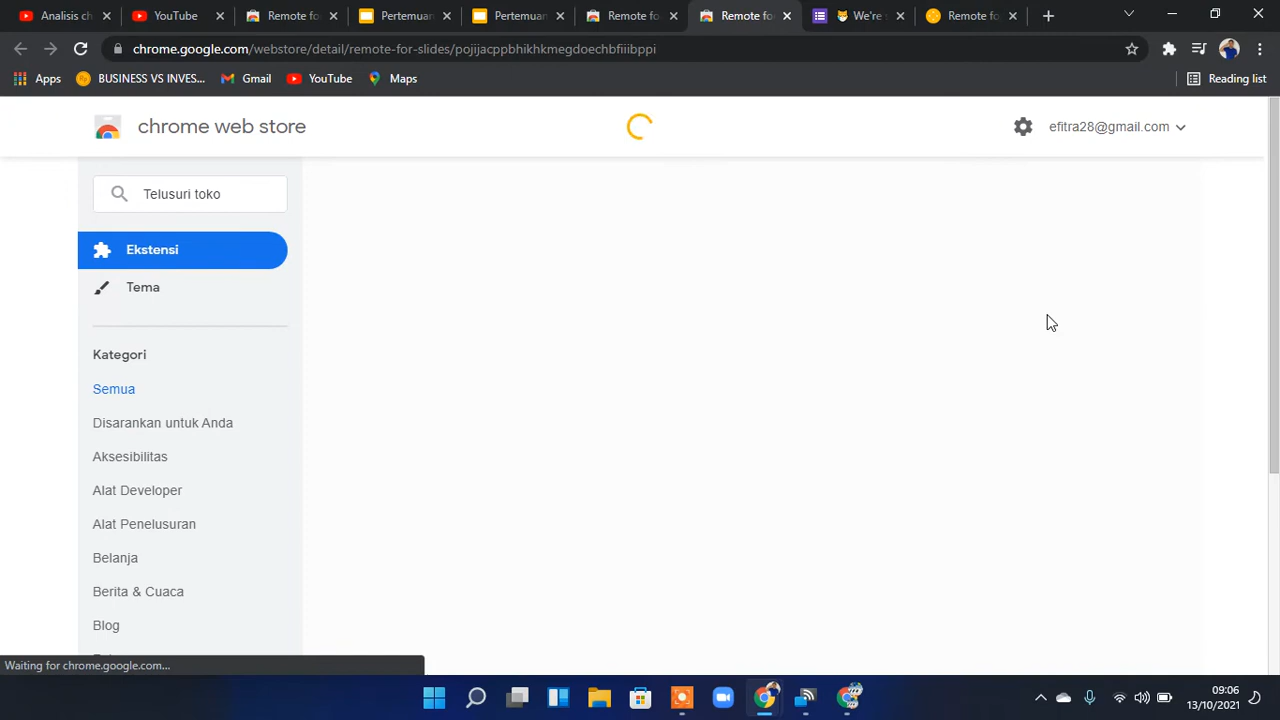 Analisis ch
YouTube
Remote fo
Pertemuan
Pertemuan
Remote fo
Remote fo
We're s
Remote fo
chrome.google.com/webstore/detail/remote-for-slides/pojijacppbhikhkmegdoechbfiiibppi
Apps
BUSINESS VS INVES...
Gmail
YouTube
Maps
Reading list
chrome web store
efitra28@gmail.com
Telusuri toko
Ekstensi
Tema
Kategori
Semua
Disarankan untuk Anda
Aksesibilitas
Alat Developer
Alat Penelusuran
Belanja
Berita & Cuaca
Blog
Waiting for chrome.google.com...
09:06
13/10/2021